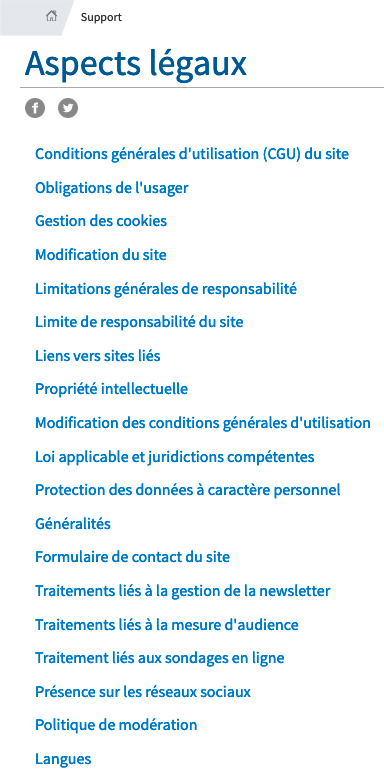 Support
Aspects légaux
Conditions générales d'utilisation (CGU) du site
Obligations de l'usager
Gestion des cookies
Modification du site
Limitations générales de responsabilité
Limite de responsabilité du site
Liens vers sites liés
Propriété intellectuelle
Modification des conditions générales d'utilisation
Loi applicable et juridictions compétentes
Protection des données à caractère personnel
Généralités
Formulaire de contact du site
Traitements liés à la gestion de la newsletter
Traitements liés à la mesure d'audience
Traitement liés aux sondages en ligne
Présence sur les réseaux sociaux
Politique de modération
Langues